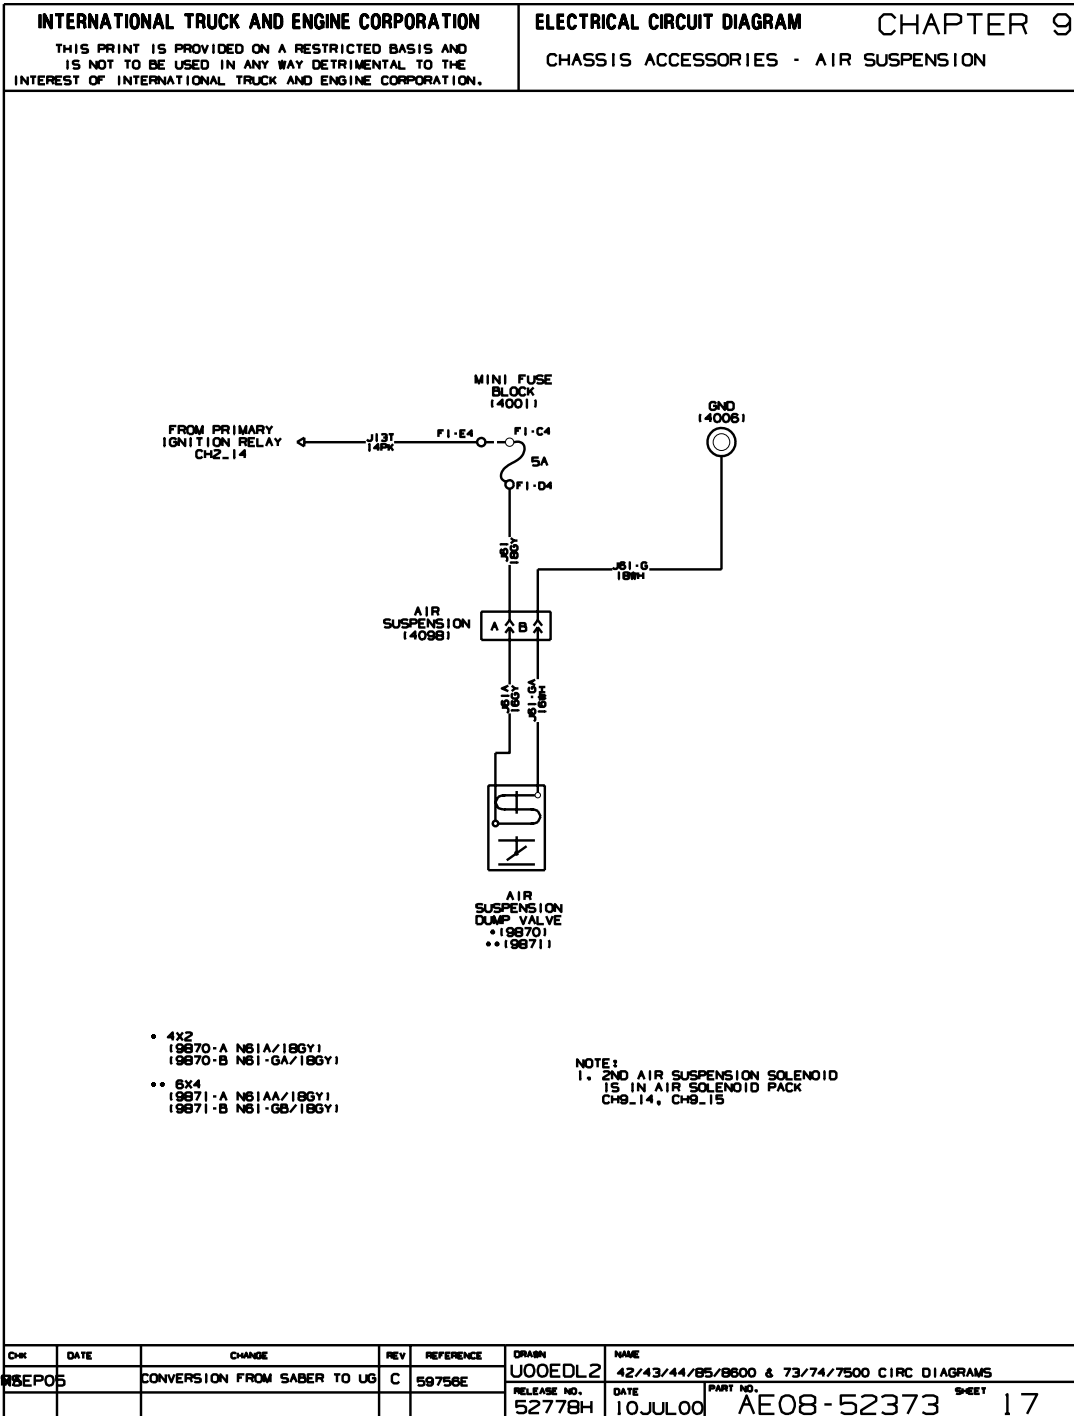 INTERNATIONAL TRUCK AND ENGINE CORPORATION
THIS PRINT IS PROVIDED ON A RESTRICTED BASIS AND
IS NOT TO BE USED IN ANY WAY DETRIMENTAL TO THE
INTEREST OF INTERNATIONAL TRUCK AND ENGINE CORPORATION.
ELECTRICAL CIRCUIT DIAGRAM
CHAPTER 9
CHASSIS ACCESSORIES - AIR SUSPENSION
MINI FUSE
BLOCK
(4001)
GND
(4006)
FROM PRIMARY
IGNITION RELAY
CH2_14
J13T
14PK
F1-E4
F1-C4
5A
F1-D4
J61
18GY
J61-G
18WH
AIR
SUSPENSION
(4098)
A
B
J61A
16GY
J61-GA
16WH
AIR
SUSPENSION
DUMP VALVE
*(9870)
**(9871)
* 4X2
(9870-A N61A/18GY)
(9870-B N61-GA/18GY)
** 6X4
(9871-A N61AA/18GY)
(9871-B N61-GB/18GY)
NOTE:
1. 2ND AIR SUSPENSION SOLENOID
IS IN AIR SOLENOID PACK
CH9_14, CH9_15
CHK
DATE
CHANGE
REV
REFERENCE
CONVERSION FROM SABER TO UG
C
59756E
DRAWN
U00EDL2
NAME
42/43/44/85/8600 & 73/74/7500 CIRC DIAGRAMS
RELEASE NO.
52778H
DATE
10JUL00
PART NO.
AE08-52373
SHEET
17